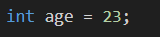 int age = 23;